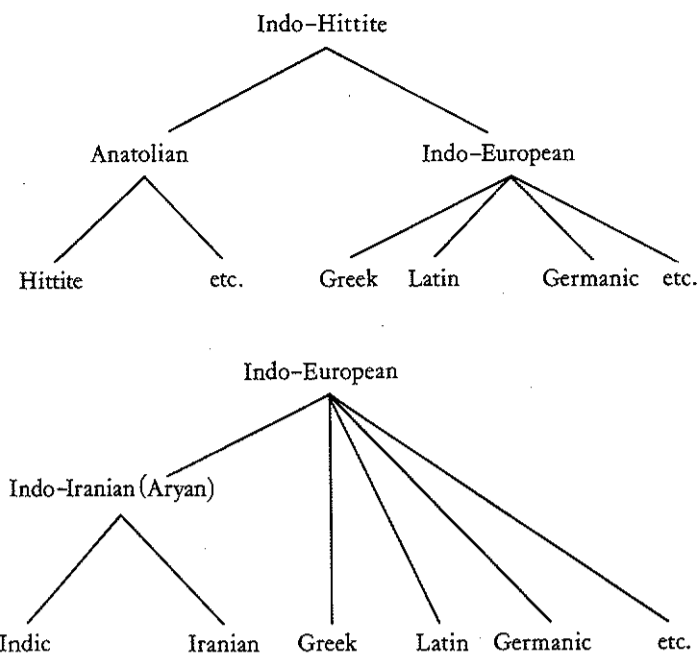 Indo-Hittite
Anatolian Indo-European
Hittite etc. Greek Latin Germanic etc.
Indo-European
Indo-Iranian (Aryan)
Indic Iranian Greek Latin Germanic etc.